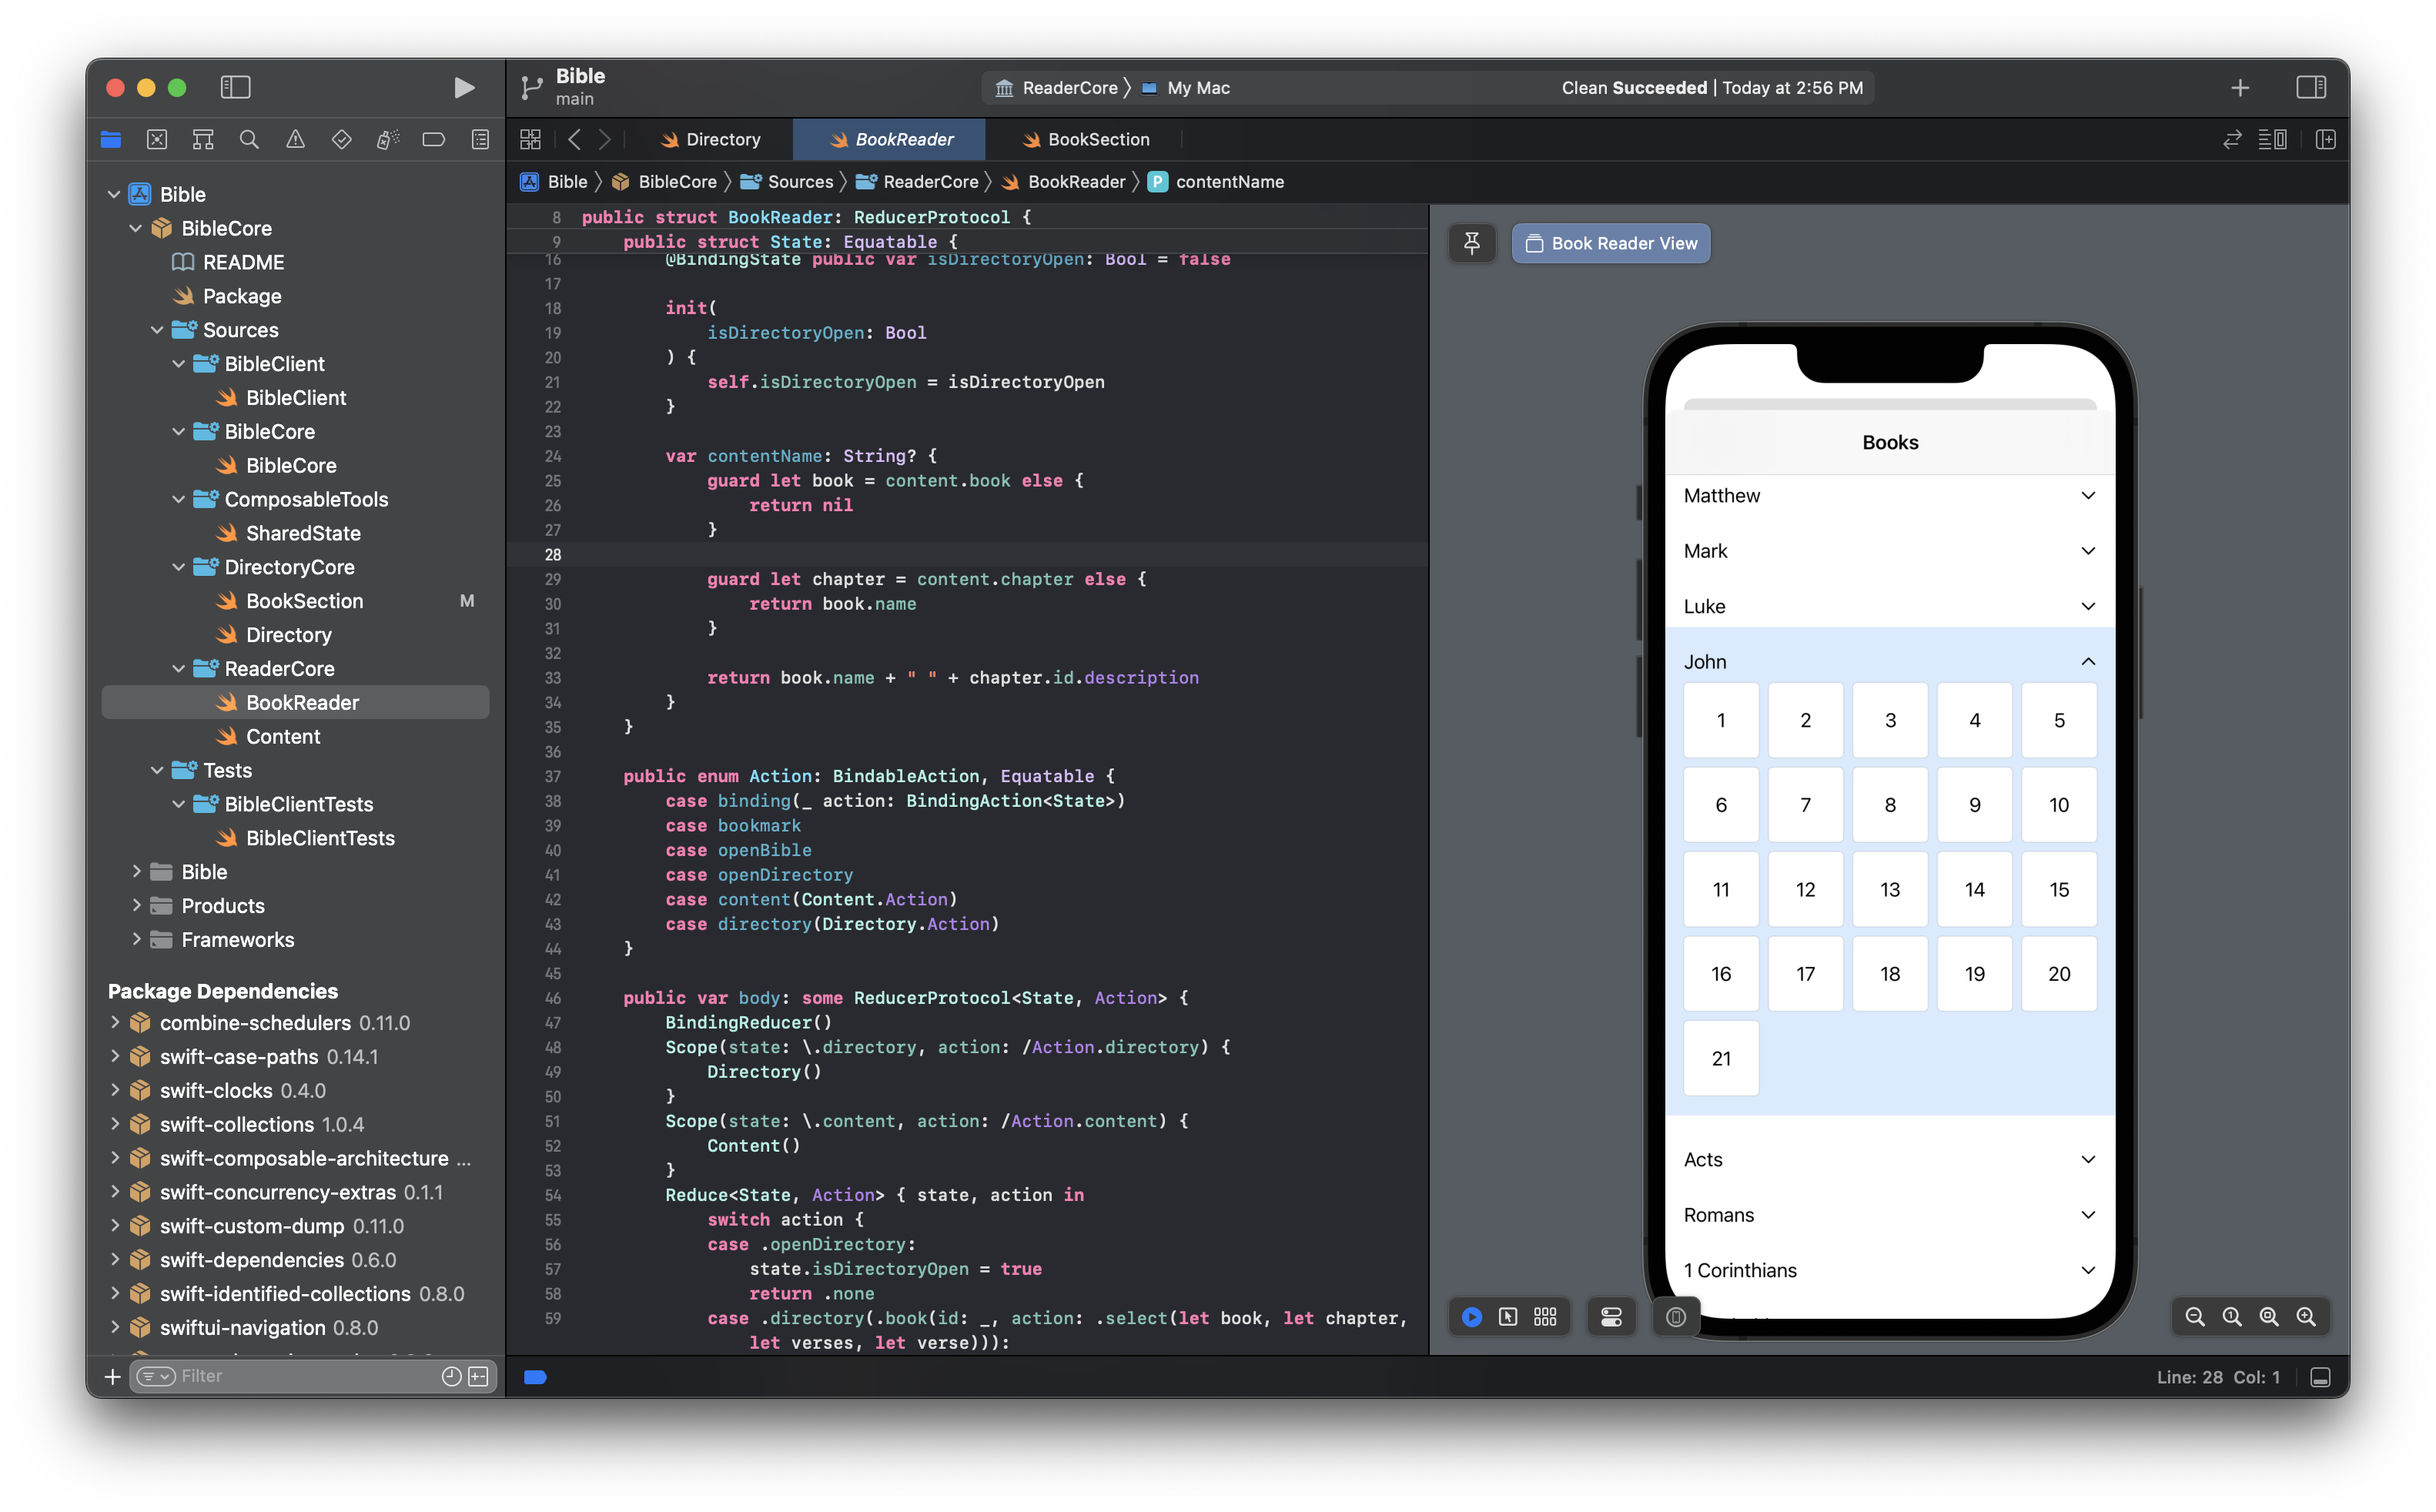 Bible
main
ReaderCore
My Mac
Clean Succeeded | Today at 2:56 PM
Directory
BookReader
BookSection
Bible
BibleCore
Sources
ReaderCore
BookReader
P
contentName
Bible
BibleCore
README
Package
Sources
BibleClient
BibleClient
BibleCore
BibleCore
ComposableTools
SharedState
DirectoryCore
BookSection M
Directory
ReaderCore
BookReader
Content
Tests
BibleClientTests
BibleClientTests
Bible
Products
Frameworks
Package Dependencies
combine-schedulers 0.11.0
swift-case-paths 0.14.1
swift-clocks 0.4.0
swift-collections 1.0.4
swift-composable-architecture ...
swift-concurrency-extras 0.1.1
swift-custom-dump 0.11.0
swift-dependencies 0.6.0
swift-identified-collections 0.8.0
swiftui-navigation 0.8.0
Filter
8 public struct BookReader: ReducerProtocol {
9 public struct State: Equatable {
16 @BindingState public var isDirectoryOpen: Bool = false
17
18 init(
19 isDirectoryOpen: Bool
20 ) {
21 self.isDirectoryOpen = isDirectoryOpen
22 }
23
24 var contentName: String? {
25 guard let book = content.book else {
26 return nil
27 }
28
29 guard let chapter = content.chapter else {
30 return book.name
31 }
32
33 return book.name + " " + chapter.id.description
34 }
35 }
36
37 public enum Action: BindableAction, Equatable {
38 case binding(_ action: BindingAction<State>)
39 case bookmark
40 case openBible
41 case openDirectory
42 case content(Content.Action)
43 case directory(Directory.Action)
44 }
45
46 public var body: some ReducerProtocol<State, Action> {
47 BindingReducer()
48 Scope(state: \.directory, action: /Action.directory) {
49 Directory()
50 }
51 Scope(state: \.content, action: /Action.content) {
52 Content()
53 }
54 Reduce<State, Action> { state, action in
55 switch action {
56 case .openDirectory:
57 state.isDirectoryOpen = true
58 return .none
59 case .directory(.book(id: _, action: .select(let book, let chapter,
let verses, let verse))):
Book Reader View
Books
Matthew
Mark
Luke
John
1 2 3 4 5
6 7 8 9 10
11 12 13 14 15
16 17 18 19 20
21
Acts
Romans
1 Corinthians
Line: 28 Col: 1